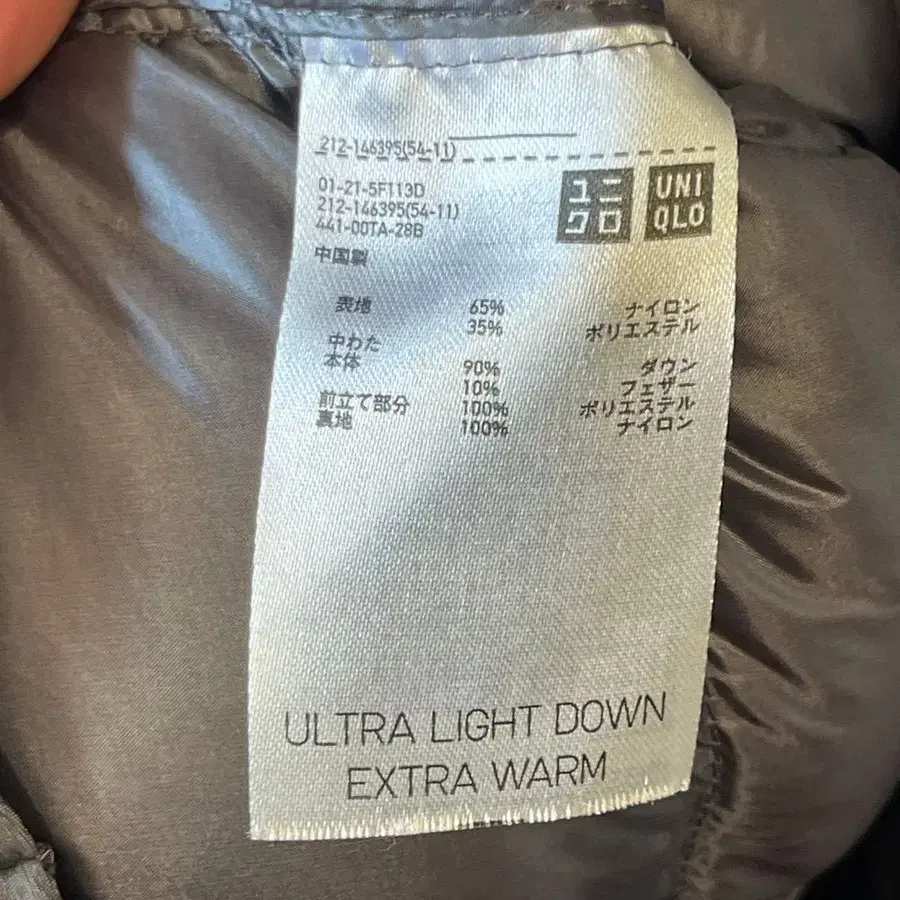 212-146395(54-11)
01-21-5F113D
212-146395(54-11)
441-00TA-28B
ユニ
クロ
UNI
QLO
中国製
表地 65% ナイロン
35% ポリエステル
中わた
本体 90% ダウン
10% フェザー
前立て部分 100% ポリエステル
裏地 100% ナイロン
ULTRA LIGHT DOWN
EXTRA WARM